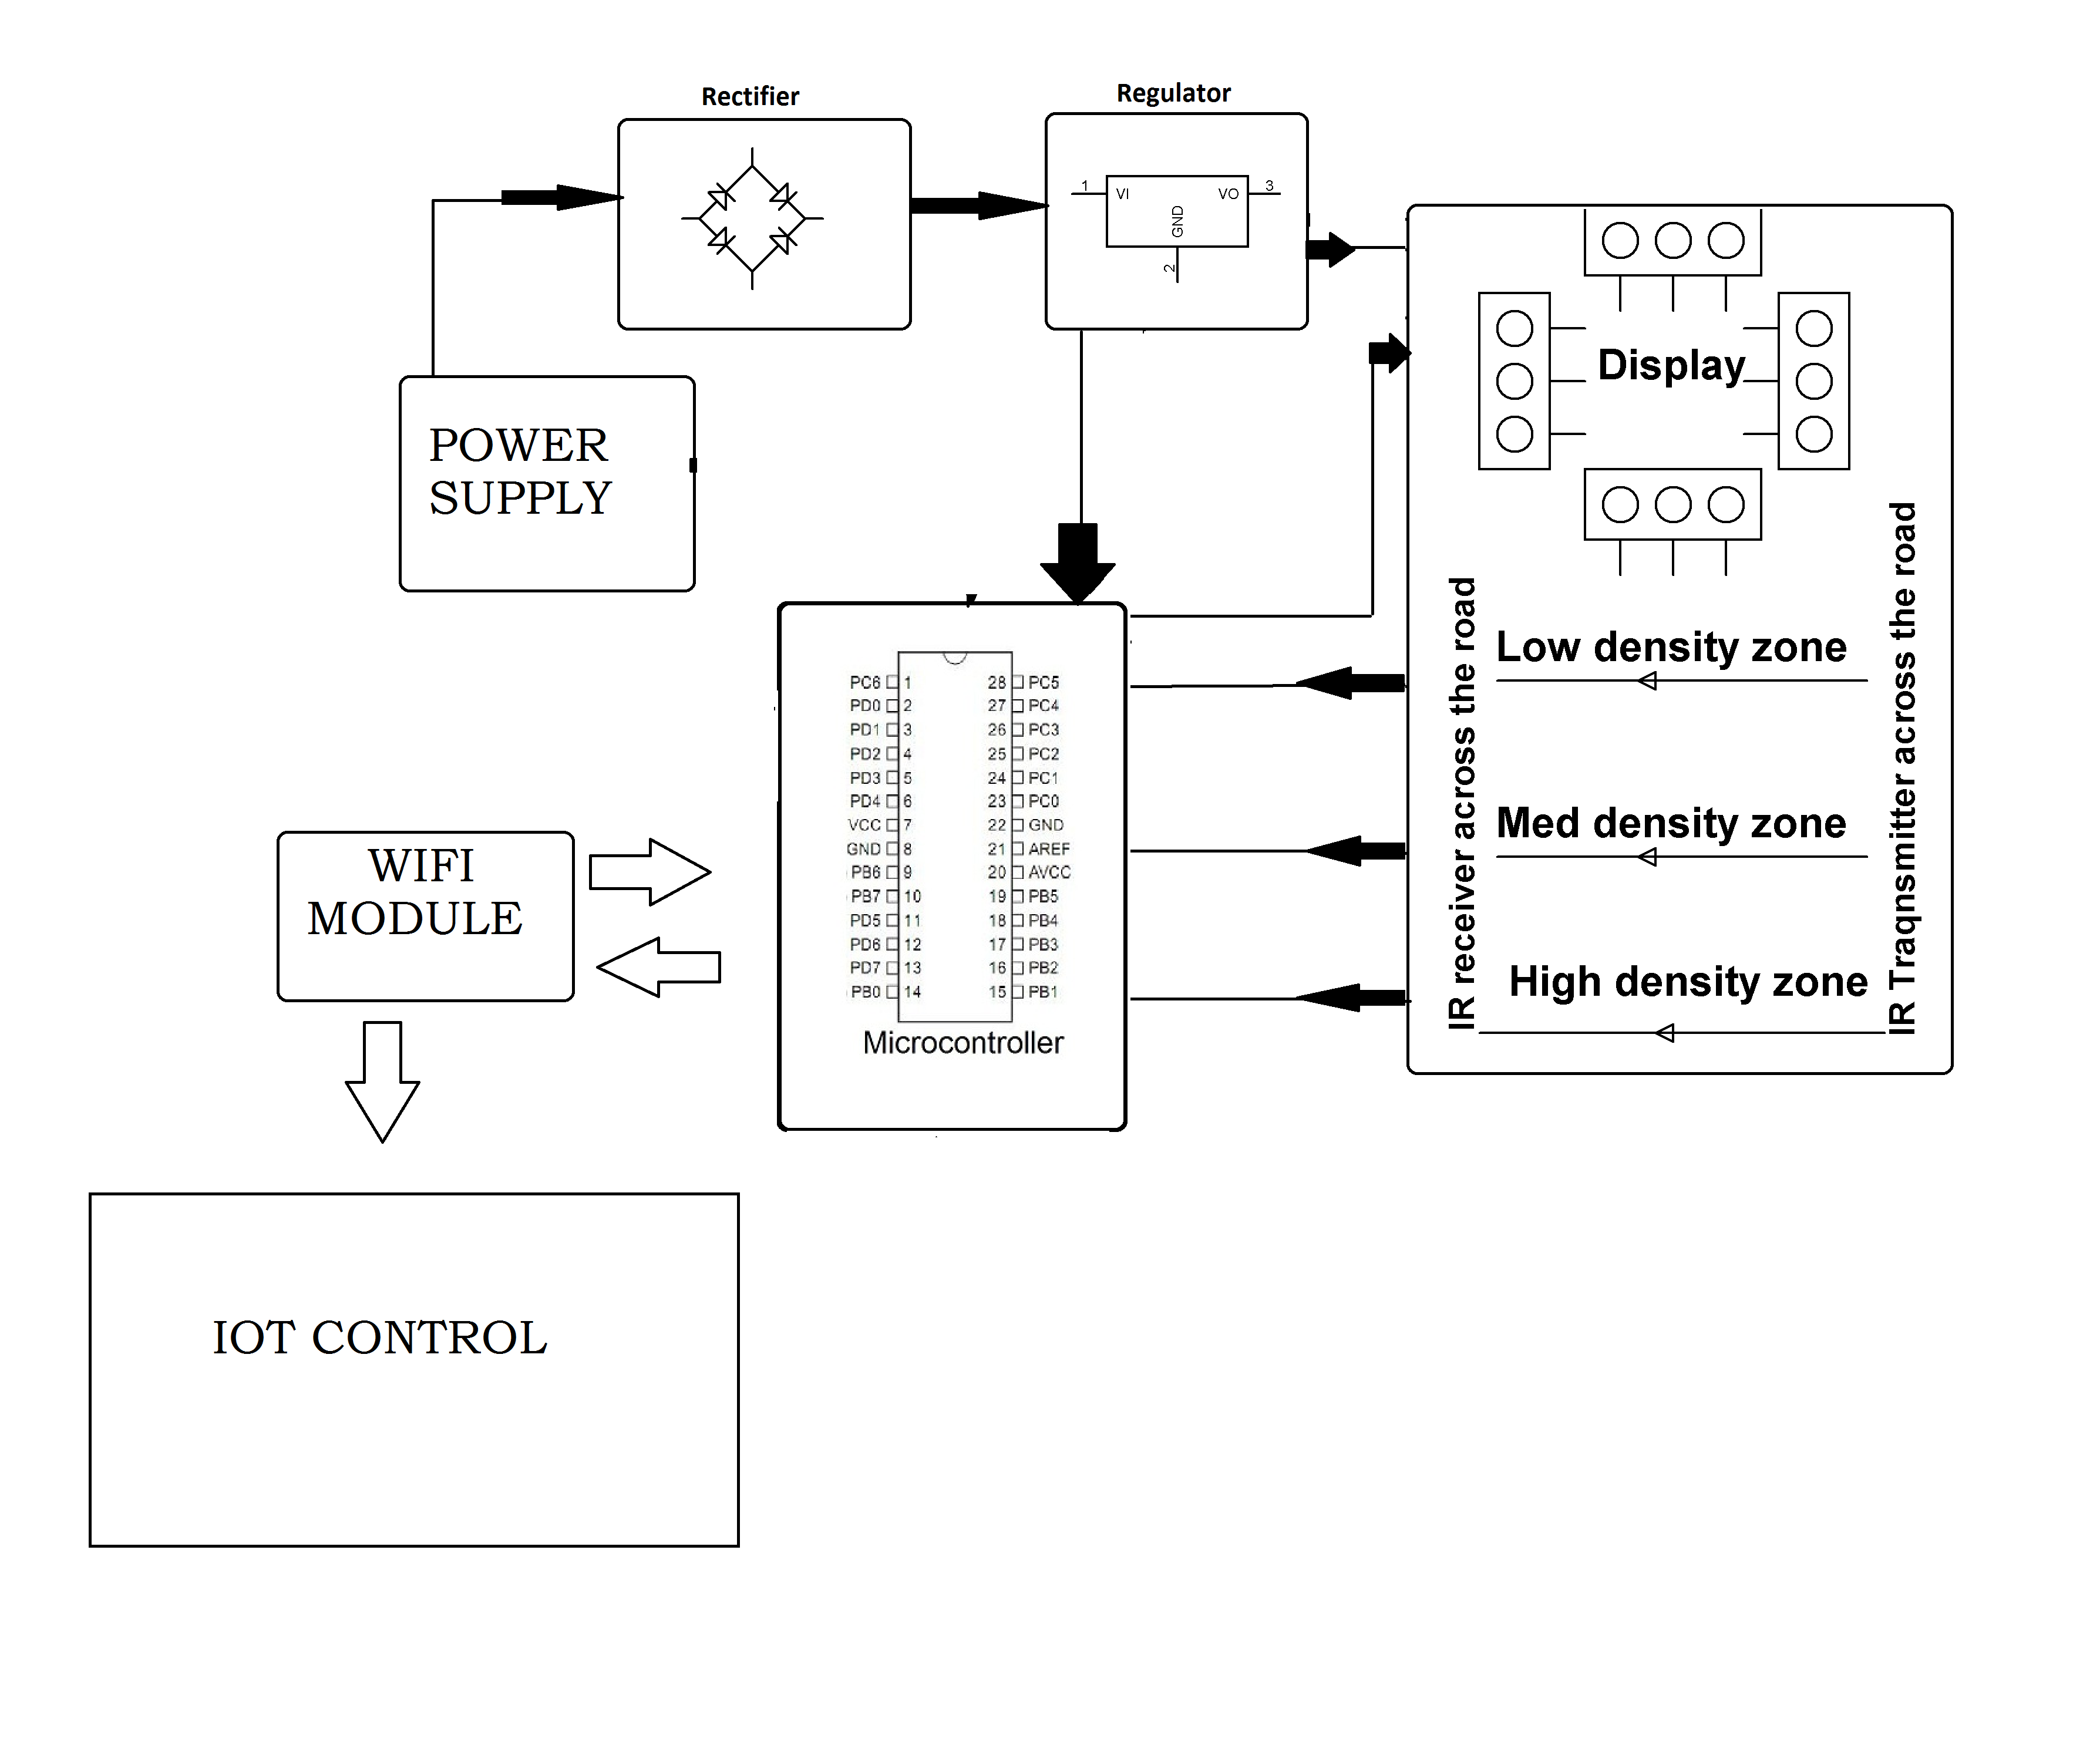 Rectifier
Regulator
1
VI
VO
3
GND
2
Display
POWER
SUPPLY
IR receiver across the road
IR Traqnsmitter across the road
Low density zone
Med density zone
High density zone
PC6 1 28 PC5
PD0 2 27 PC4
PD1 3 26 PC3
PD2 4 25 PC2
PD3 5 24 PC1
PD4 6 23 PC0
VCC 7 22 GND
GND 8 21 AREF
PB6 9 20 AVCC
PB7 10 19 PB5
PD5 11 18 PB4
PD6 12 17 PB3
PD7 13 16 PB2
PB0 14 15 PB1
Microcontroller
WIFI
MODULE
IOT CONTROL